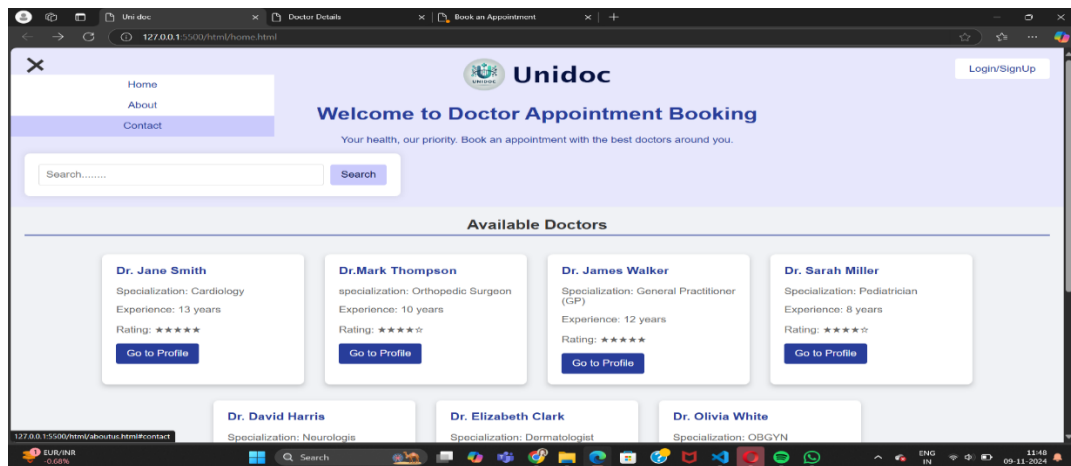 Uni doc
Doctor Details
Book an Appointment
127.0.0.1:5500/html/home.html
Home
About
Contact
UNIDOC
Unidoc
Login/SignUp
Welcome to Doctor Appointment Booking
Your health, our priority. Book an appointment with the best doctors around you.
Search........
Search
Available Doctors
Dr. Jane Smith
Specialization: Cardiology
Experience: 13 years
Rating: ★★★★★
Go to Profile
Dr.Mark Thompson
specialization: Orthopedic Surgeon
Experience: 10 years
Rating: ★★★★☆
Go to Profile
Dr. James Walker
Specialization: General Practitioner
(GP)
Experience: 12 years
Rating: ★★★★★
Go to Profile
Dr. Sarah Miller
Specialization: Pediatrician
Experience: 8 years
Rating: ★★★★☆
Go to Profile
Dr. David Harris
Specialization: Neurologis
Dr. Elizabeth Clark
Specialization: Dermatologist
Dr. Olivia White
Specialization: OBGYN
127.0.0.1:5500/html/aboutus.html#contact
1
EUR/INR
-0.68%
Search
ENG
IN
11:48
09-11-2024